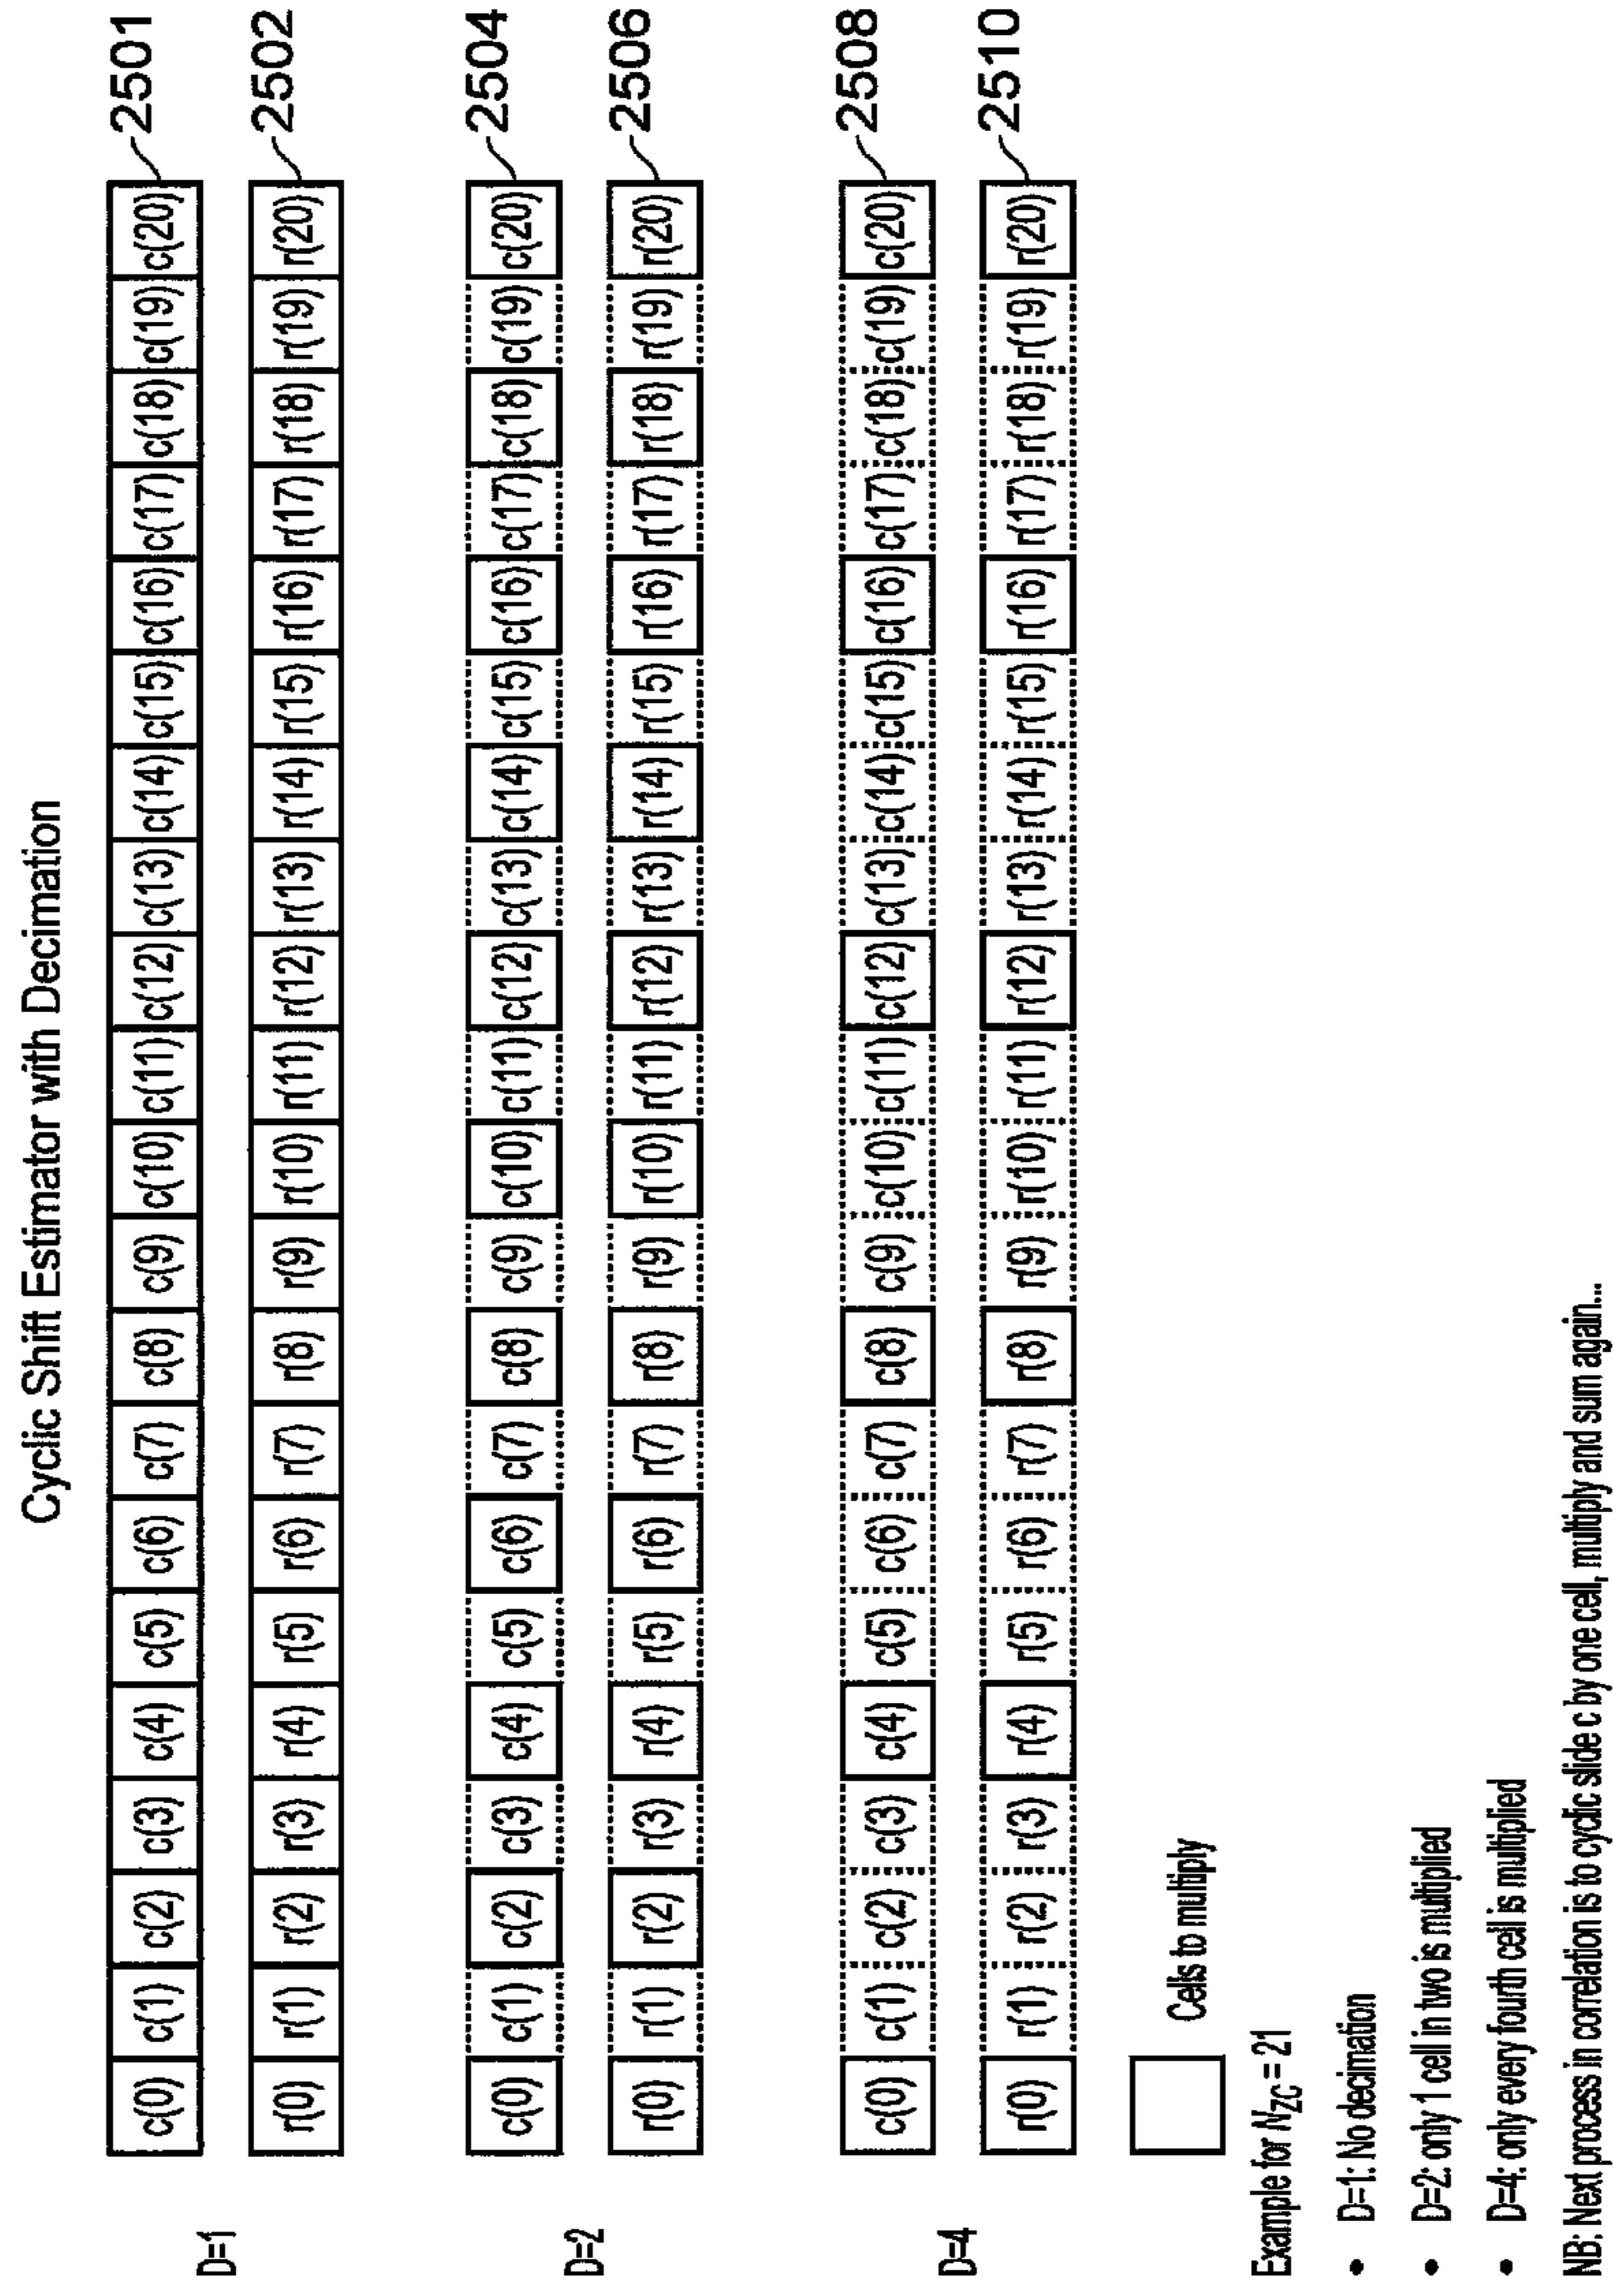 Cyclic Shift Estimator with Decimation
D=1
c(0) c(1) c(2) c(3) c(4) c(5) c(6) c(7) c(8) c(9) c(10) c(11) c(12) c(13) c(14) c(15) c(16) c(17) c(18) c(19) c(20) 2501
r(0) r(1) r(2) r(3) r(4) r(5) r(6) r(7) r(8) r(9) r(10) r(11) r(12) r(13) r(14) r(15) r(16) r(17) r(18) r(19) r(20) 2502
D=2
c(0) c(1) c(2) c(3) c(4) c(5) c(6) c(7) c(8) c(9) c(10) c(11) c(12) c(13) c(14) c(15) c(16) c(17) c(18) c(19) c(20) 2504
r(0) r(1) r(2) r(3) r(4) r(5) r(6) r(7) r(8) r(9) r(10) r(11) r(12) r(13) r(14) r(15) r(16) r(17) r(18) r(19) r(20) 2506
D=4
c(0) c(1) c(2) c(3) c(4) c(5) c(6) c(7) c(8) c(9) c(10) c(11) c(12) c(13) c(14) c(15) c(16) c(17) c(18) c(19) c(20) 2508
r(0) r(1) r(2) r(3) r(4) r(5) r(6) r(7) r(8) r(9) r(10) r(11) r(12) r(13) r(14) r(15) r(16) r(17) r(18) r(19) r(20) 2510
Cells to multiply
Example for NZC = 21
• D=1: No decimation
• D=2: only 1 cell in two is multiplied
• D=4: only every fourth cell is multiplied
NB: Next process in correlation is to cyclic slide c by one cell, multiply and sum again...